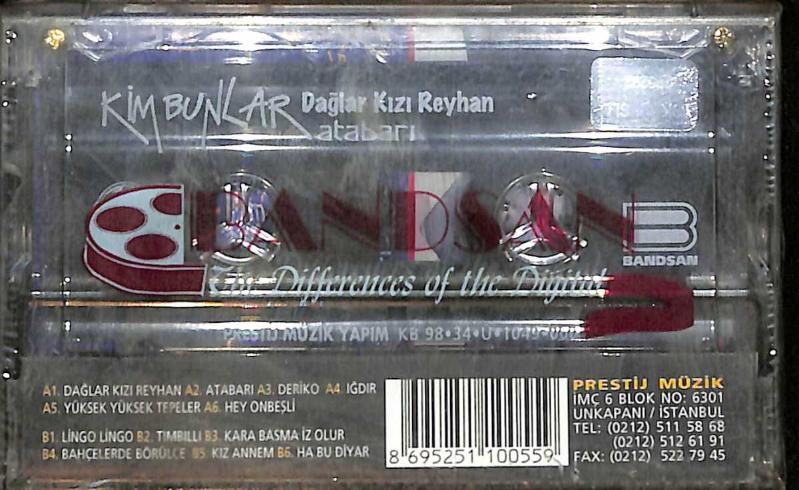 KİM BUNLAR Dağlar Kızı Reyhan
atabarı
BANDSAN
BANDSAN
The Differences of the Digital
PRESTİJ MÜZİK YAPIM KB 98•34•U•1049•
A1. DAĞLAR KIZI REYHAN A2. ATABARI A3. DERİKO A4. IĞDIR
A5. YÜKSEK YÜKSEK TEPELER A6. HEY ONBEŞLİ
B1. LİNGO LİNGO B2. TIMBILLI B3. KARA BASMA İZ OLUR
B4. BAHÇELERDE BÖRÜLCE B5. KIZ ANNEM B6. HA BU DİYAR
8 695251 100559
PRESTİJ MÜZİK
İMÇ 6 BLOK NO: 6301
UNKAPANI / İSTANBUL
TEL: (0212) 511 58 68
(0212) 512 61 91
FAX: (0212) 522 79 45